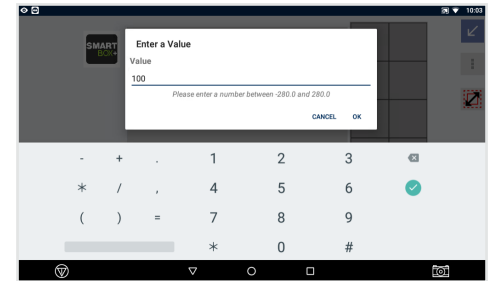 10:03
SMART
BOX+
Enter a Value
Value
100
Please enter a number between -280.0 and 280.0
CANCEL OK
- + . 1 2 3
* / , 4 5 6
( ) = 7 8 9
* 0 #